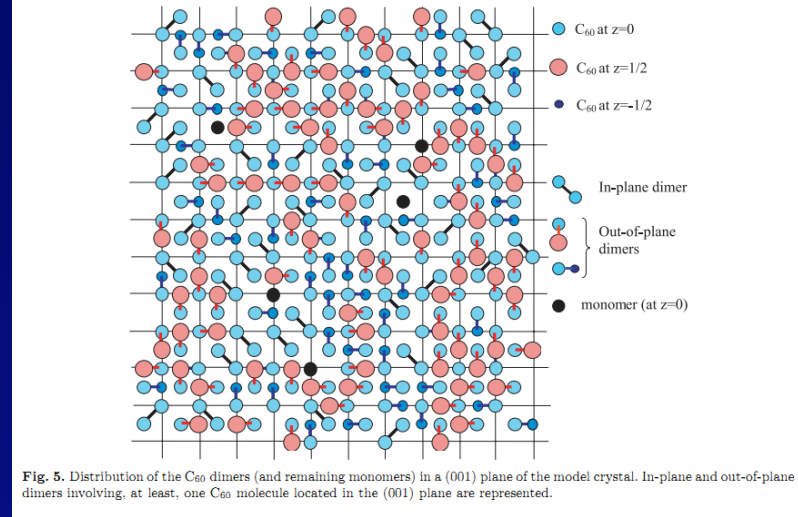 C60 at z=0
C60 at z=1/2
C60 at z=-1/2
In-plane dimer
Out-of-plane
dimers
monomer (at z=0)
Fig. 5. Distribution of the C60 dimers (and remaining monomers) in a (001) plane of the model crystal. In-plane and out-of-plane
dimers involving, at least, one C60 molecule located in the (001) plane are represented.